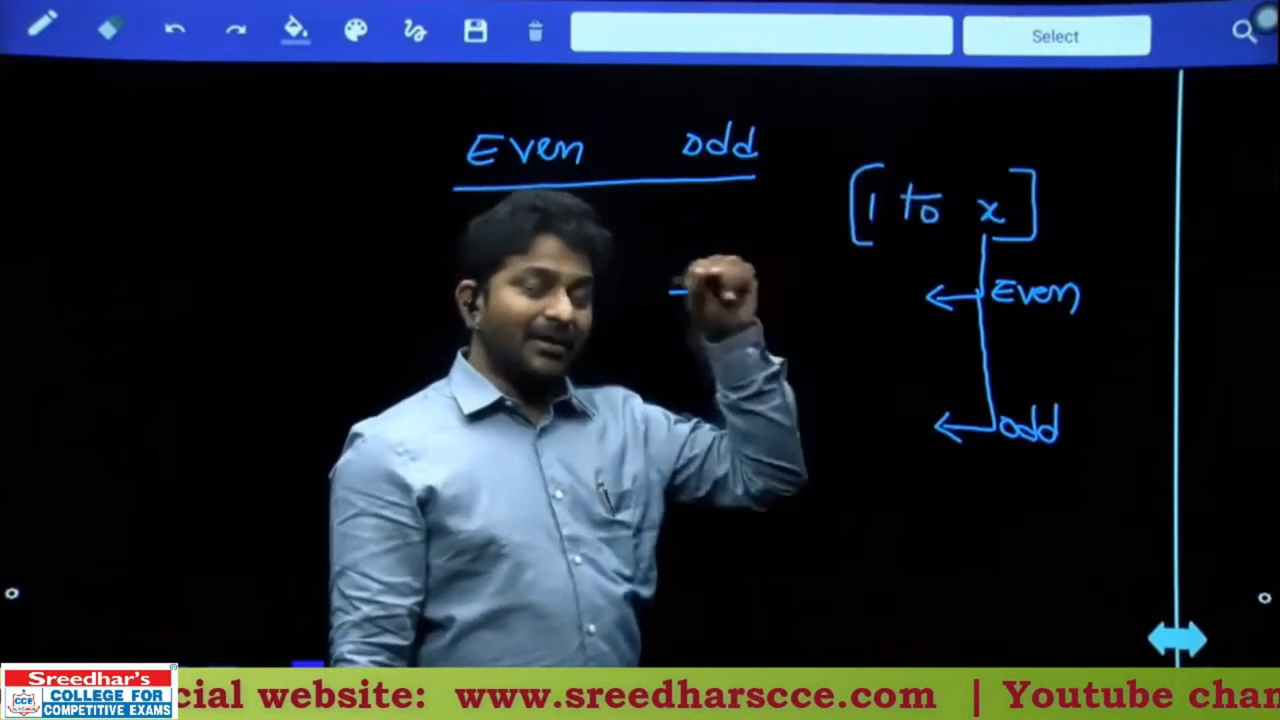 Select
Even odd
[1 to x]
Even
odd
Sreedhar's
CCE
COLLEGE FOR
COMPETITIVE EXAMS
cial website: www.sreedharscce.com | Youtube chan